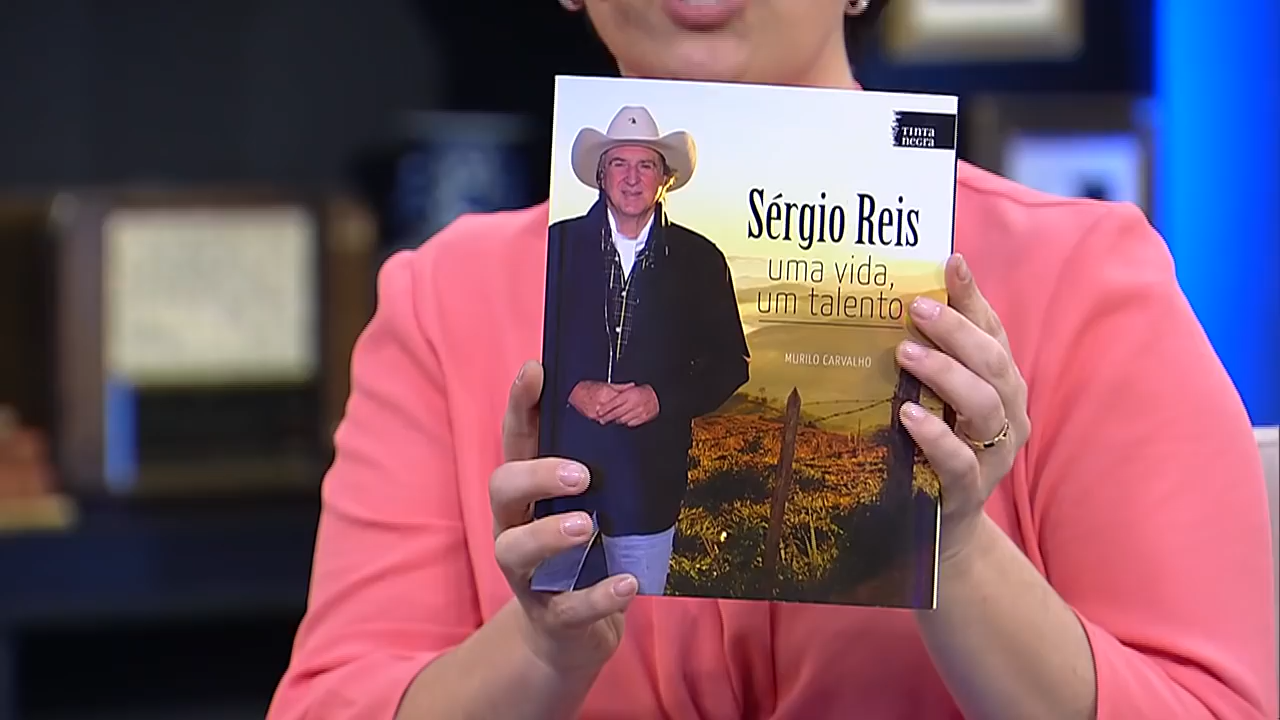 TINTA
negra
Sérgio Reis
uma vida,
um talento
MURILO CARVALHO